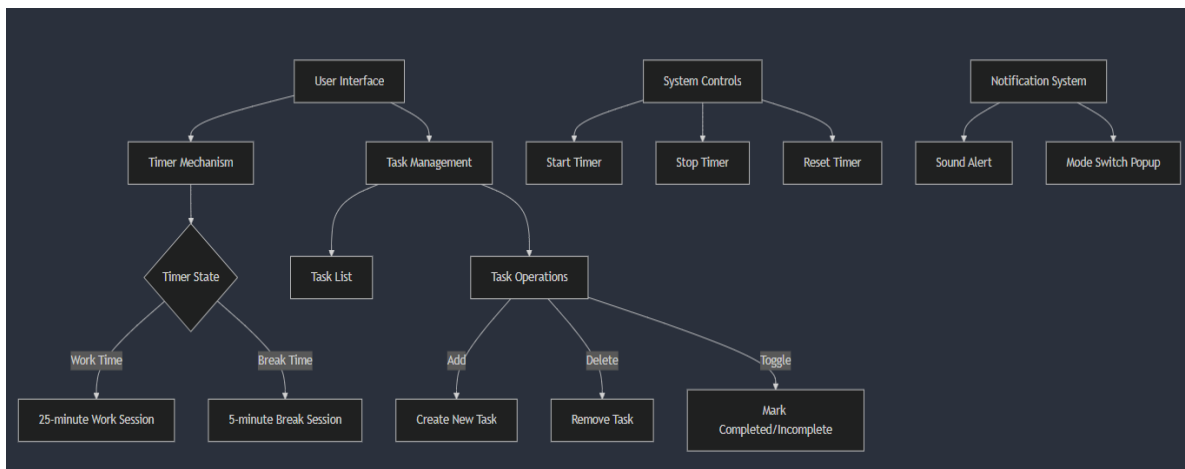 User Interface
System Controls
Notification System
Timer Mechanism
Task Management
Start Timer
Stop Timer
Reset Timer
Sound Alert
Mode Switch Popup
Timer State
Task List
Task Operations
Work Time
Break Time
Add
Delete
Toggle
25-minute Work Session
5-minute Break Session
Create New Task
Remove Task
Mark
Completed/Incomplete